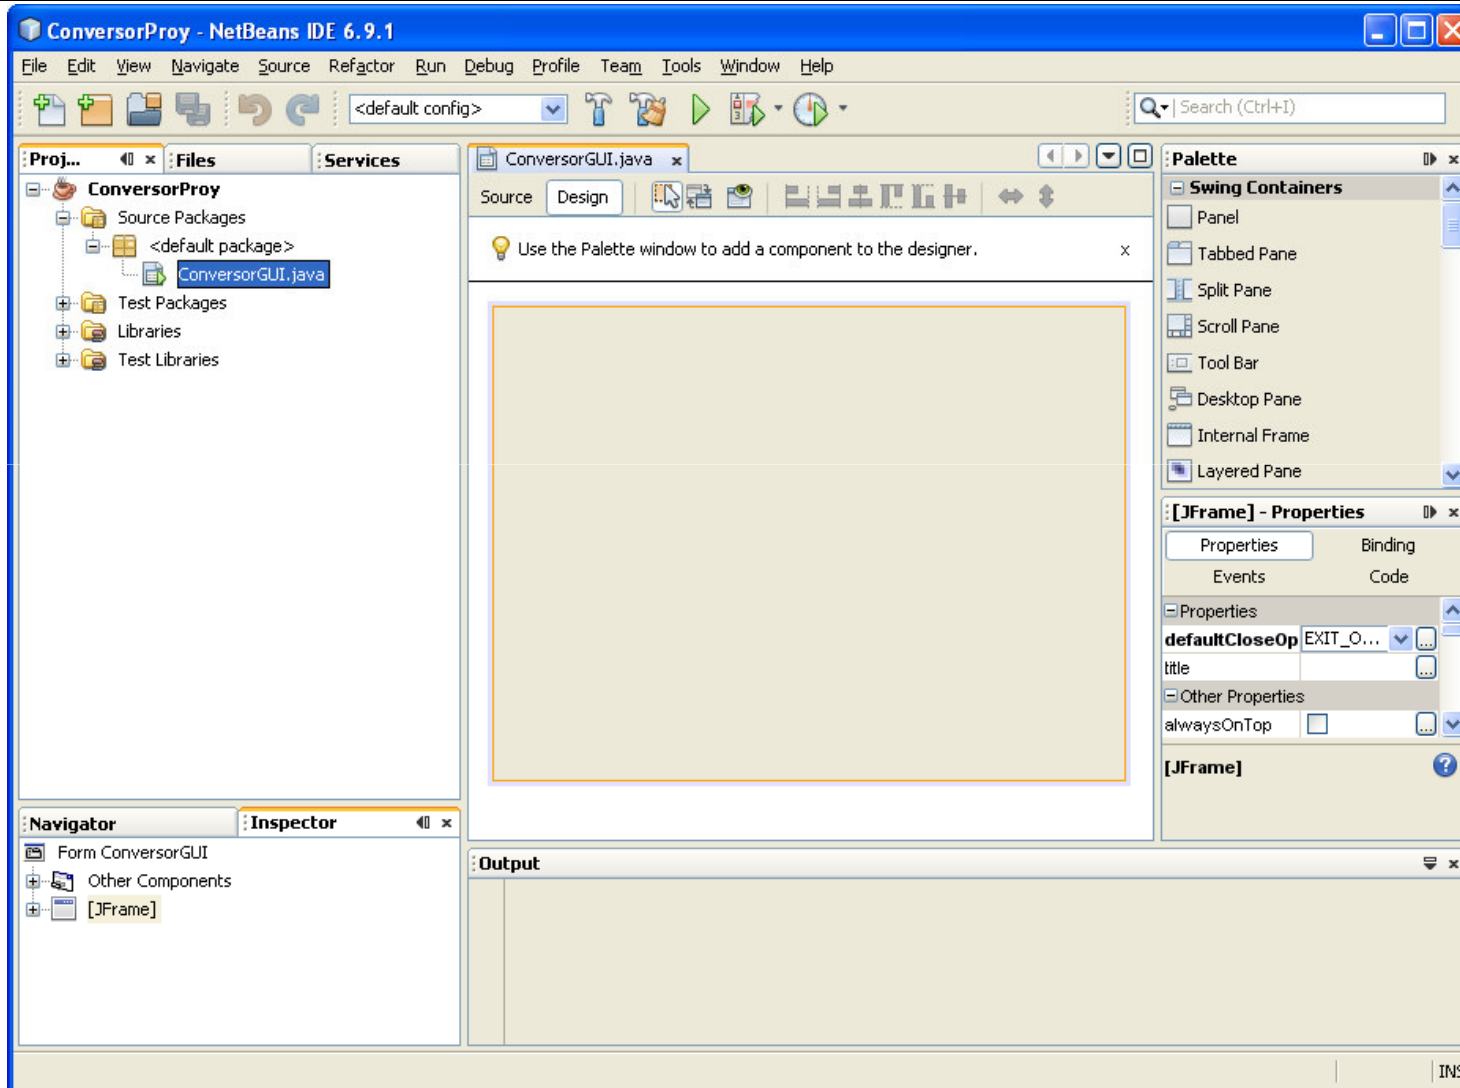 ConversorProy - NetBeans IDE 6.9.1
File Edit View Navigate Source Refactor Run Debug Profile Team Tools Window Help
<default config>
Search (Ctrl+I)
Proj... Files Services
ConversorProy
Source Packages
<default package>
ConversorGUI.java
Test Packages
Libraries
Test Libraries
ConversorGUI.java
Source Design
Use the Palette window to add a component to the designer. x
Palette
Swing Containers
Panel
Tabbed Pane
Split Pane
Scroll Pane
Tool Bar
Desktop Pane
Internal Frame
Layered Pane
[JFrame] - Properties
Properties Binding
Events Code
Properties
defaultCloseOp EXIT_O... ...
title ...
Other Properties
alwaysOnTop ...
[JFrame]
Navigator Inspector
Form ConversorGUI
Other Components
[JFrame]
Output
INS